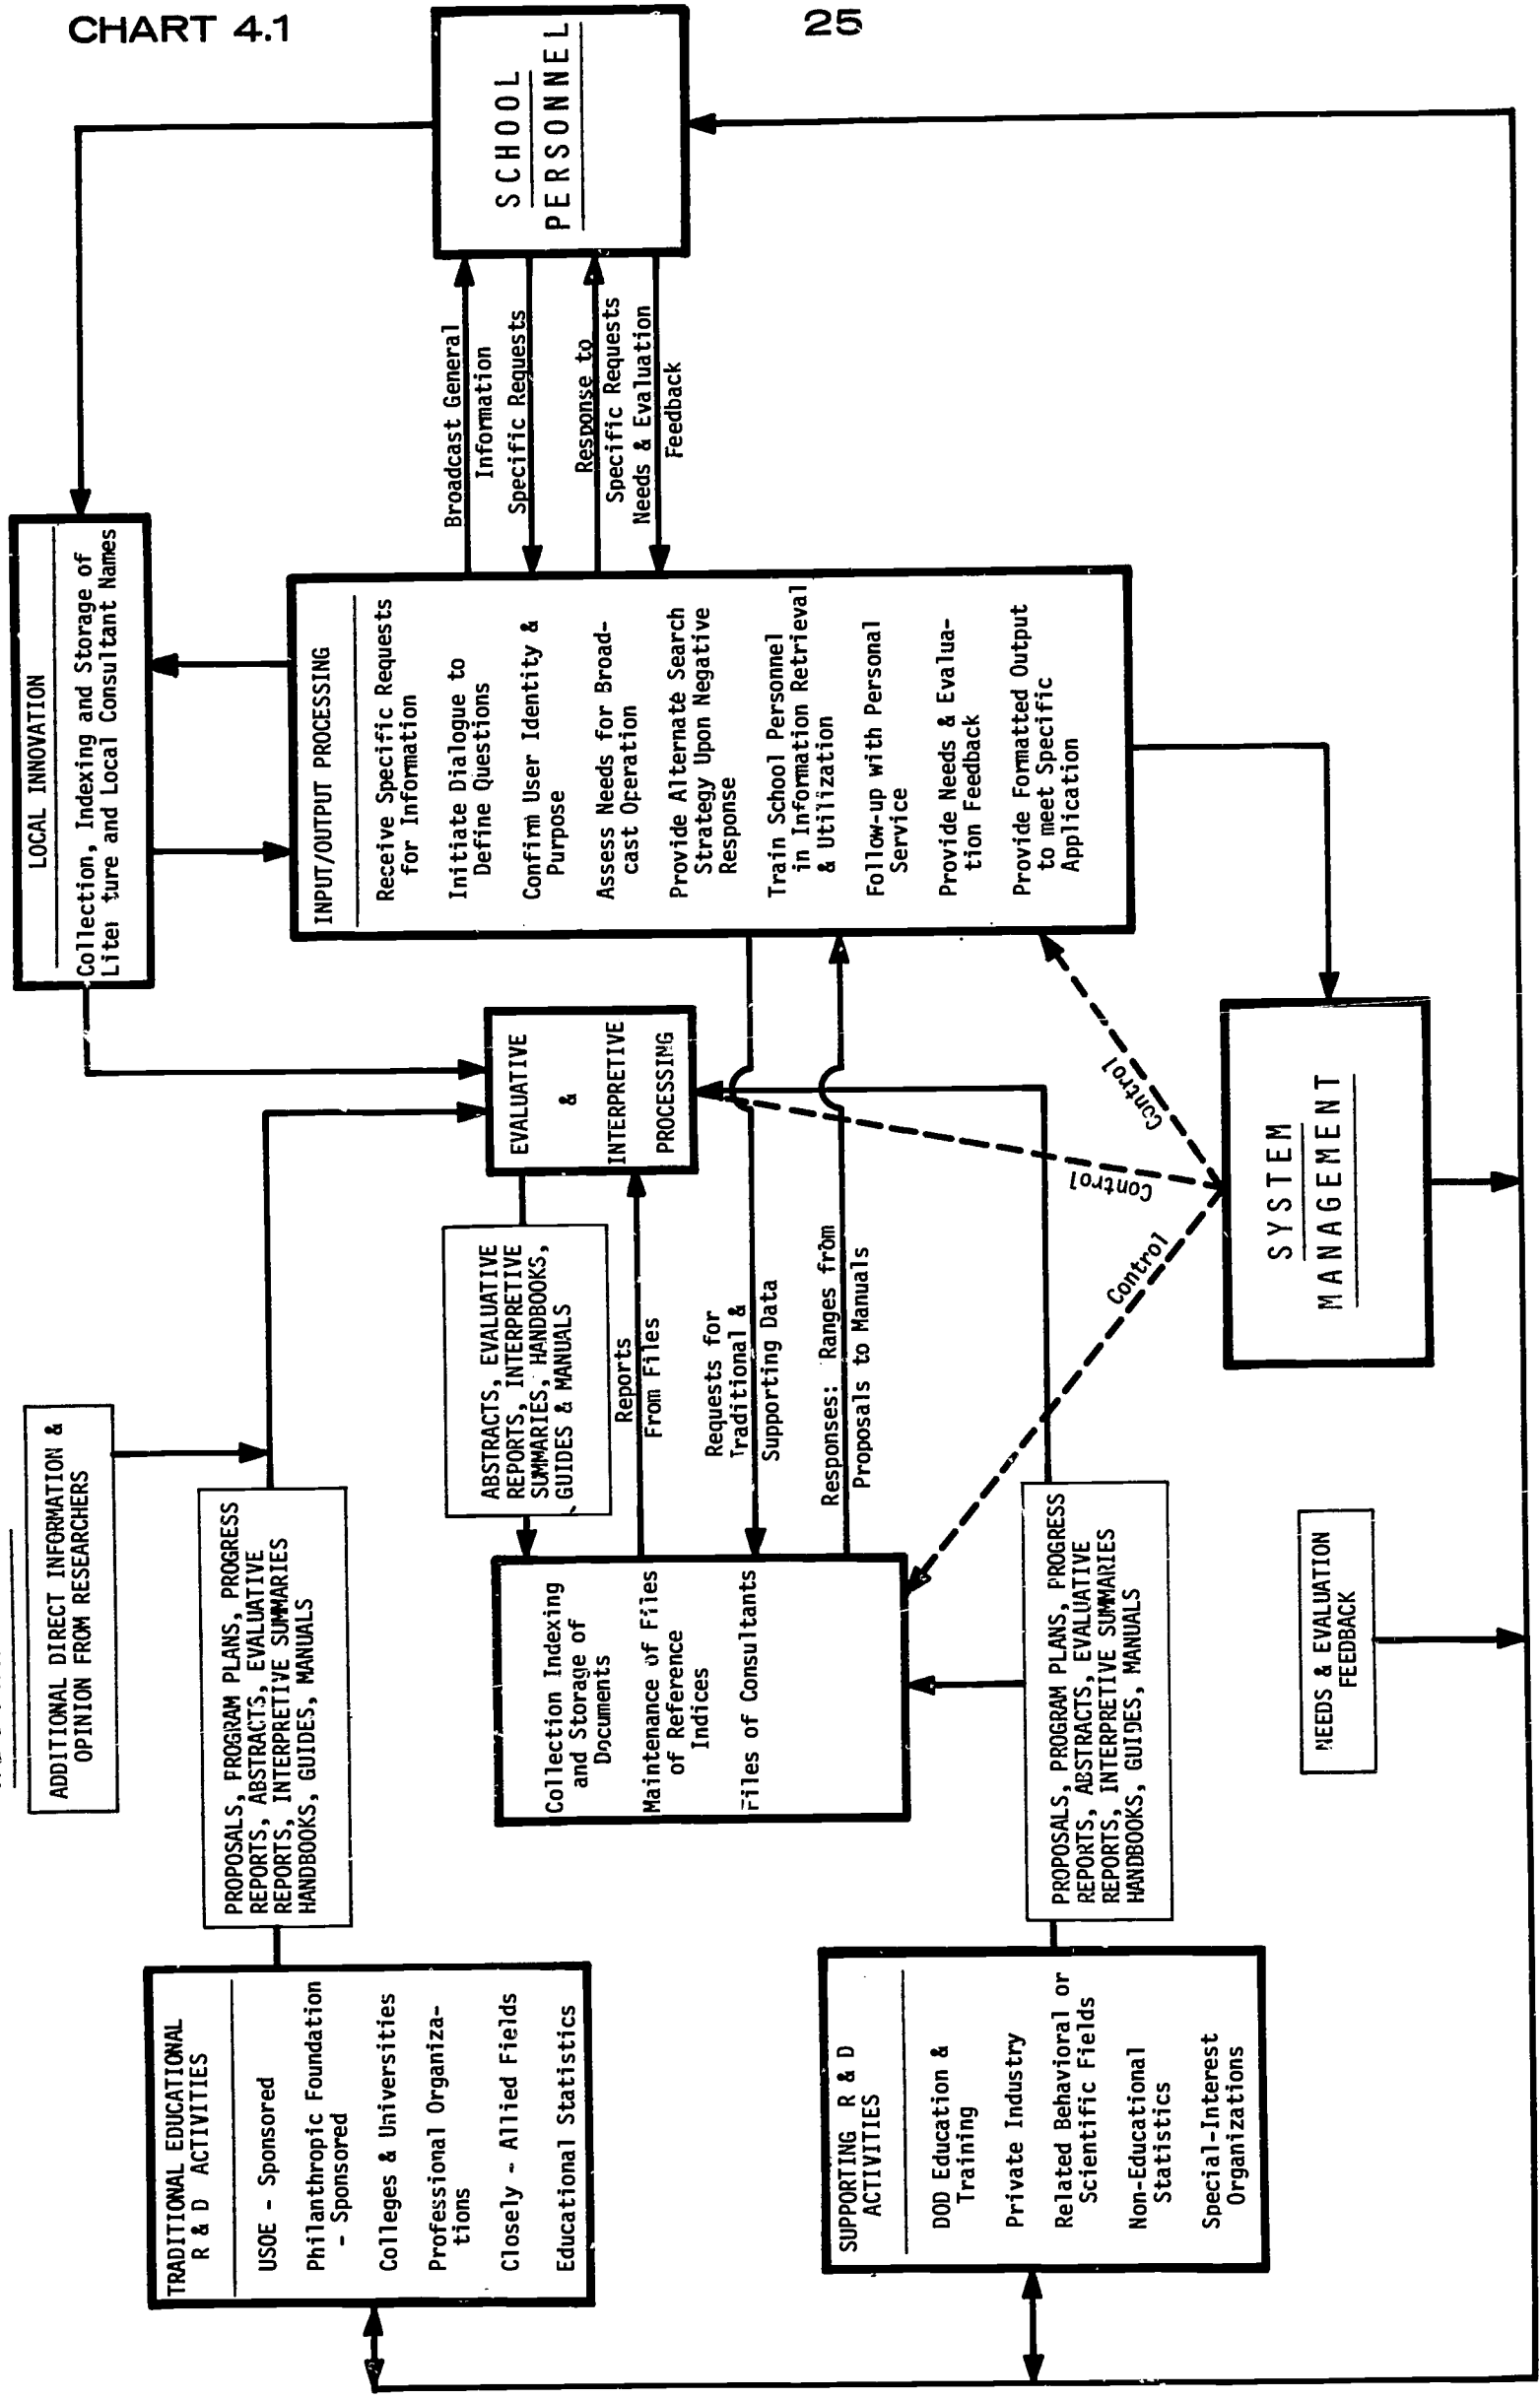 CHART 4.1
25
ADDITIONAL DIRECT INFORMATION &
OPINION FROM RESEARCHERS
TRADITIONAL EDUCATIONAL
R & D ACTIVITIES
USOE - Sponsored
Philanthropic Foundation
- Sponsored
Colleges & Universities
Professional Organiza-
tions
Closely - Allied Fields
Educational Statistics
PROPOSALS, PROGRAM PLANS, PROGRESS
REPORTS, ABSTRACTS, EVALUATIVE
REPORTS, INTERPRETIVE SUMMARIES
HANDBOOKS, GUIDES, MANUALS
SUPPORTING R & D
ACTIVITIES
DOD Education &
Training
Private Industry
Related Behavioral or
Scientific Fields
Non-Educational
Statistics
Special-Interest
Organizations
PROPOSALS, PROGRAM PLANS, PROGRESS
REPORTS, ABSTRACTS, EVALUATIVE
REPORTS, INTERPRETIVE SUMMARIES
HANDBOOKS, GUIDES, MANUALS
Collection Indexing
and Storage of
Documents
Maintenance of Files
of Reference
Indices
Files of Consultants
ABSTRACTS, EVALUATIVE
REPORTS, INTERPRETIVE
SUMMARIES, HANDBOOKS,
GUIDES & MANUALS
Reports
From Files
Requests for
Traditional &
Supporting Data
Responses: Ranges from
Proposals to Manuals
EVALUATIVE
&
INTERPRETIVE
PROCESSING
LOCAL INNOVATION
Collection, Indexing and Storage of
Liter ture and Local Consultant Names
INPUT/OUTPUT PROCESSING
Receive Specific Requests
for Information
Initiate Dialogue to
Define Questions
Confirm User Identity &
Purpose
Assess Needs for Broad-
cast Operation
Provide Alternate Search
Strategy Upon Negative
Response
Train School Personnel
in Information Retrieval
& Utilization
Follow-up with Personal
Service
Provide Needs & Evalua-
tion Feedback
Provide Formatted Output
to meet Specific
Application
Broadcast General
Information
Specific Requests
Response to
Specific Requests
Needs & Evaluation
Feedback
SCHOOL
PERSONNEL
Control
Control
Control
SYSTEM
MANAGEMENT
NEEDS & EVALUATION
FEEDBACK